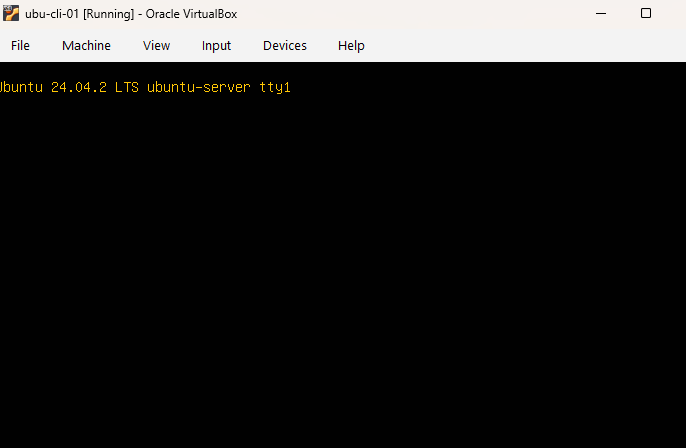 ubu-cli-01 [Running] - Oracle VirtualBox
File Machine View Input Devices Help
Ubuntu 24.04.2 LTS ubuntu-server tty1